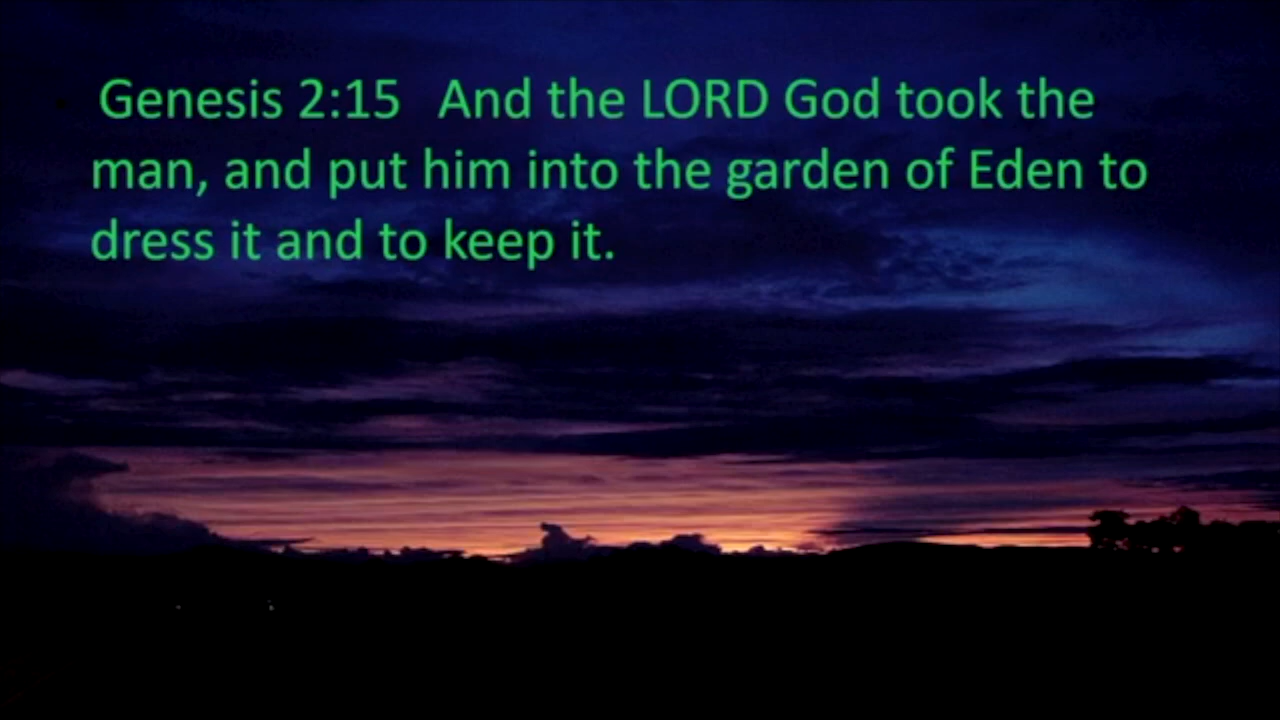 Genesis 2:15 And the LORD God took the
man, and put him into the garden of Eden to
dress it and to keep it.